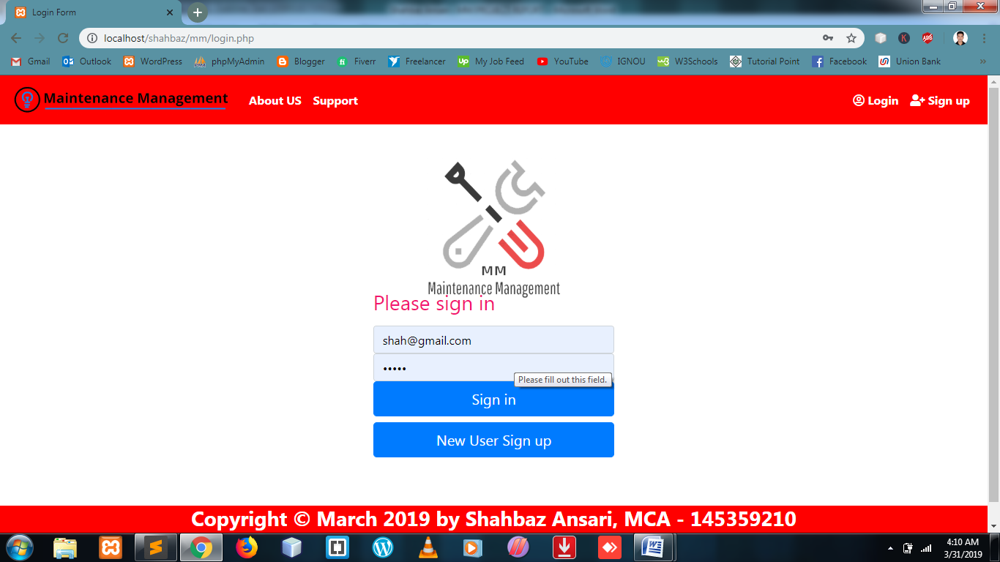 Login Form
localhost/shahbaz/mm/login.php
Gmail Outlook WordPress phpMyAdmin Blogger Fiverr Freelancer My Job Feed YouTube IGNOU W3Schools Tutorial Point Facebook Union Bank »
Maintenance Management About US Support Login Sign up
MM
Maintenance Management
Please sign in
shah@gmail.com
•••••
Please fill out this field.
Sign in
New User Sign up
Copyright © March 2019 by Shahbaz Ansari, MCA - 145359210
4:10 AM
3/31/2019